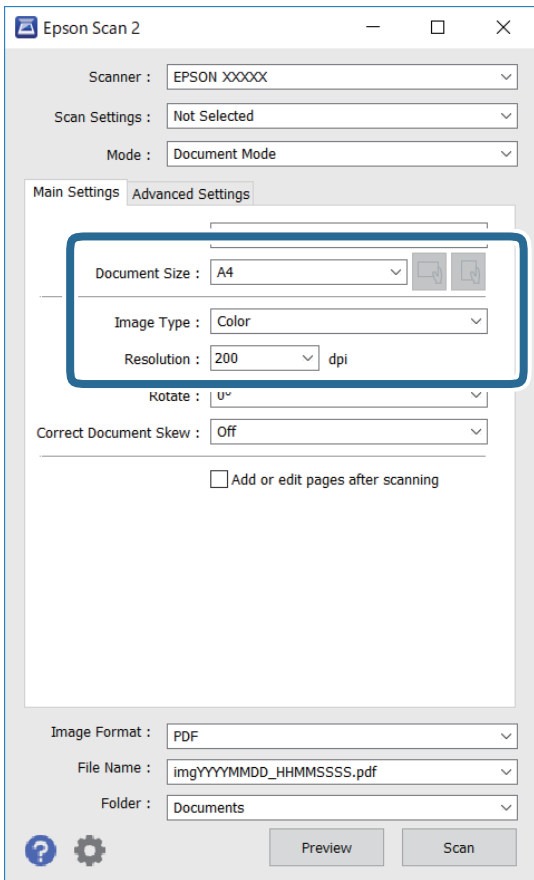 Epson Scan 2
Scanner : EPSON XXXXX
Scan Settings : Not Selected
Mode : Document Mode
Main Settings Advanced Settings
Document Size : A4
Image Type : Color
Resolution : 200 dpi
Rotate : 0°
Correct Document Skew : Off
Add or edit pages after scanning
Image Format : PDF
File Name : imgYYYYMMDD_HHMMSSSS.pdf
Folder : Documents
? Preview Scan